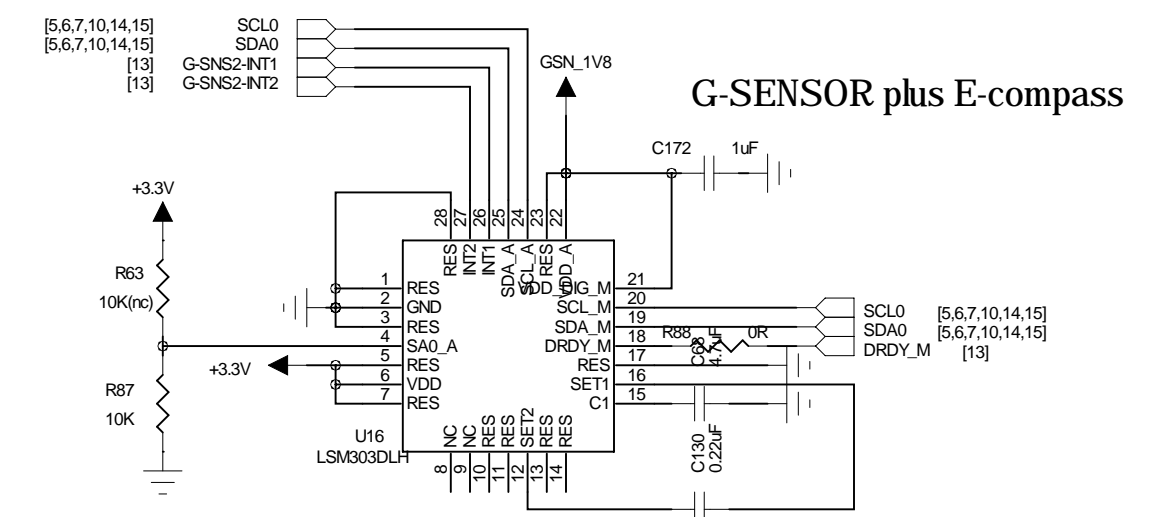 [5,6,7,10,14,15] SCL0
[5,6,7,10,14,15] SDA0
[13] G-SNS2-INT1
[13] G-SNS2-INT2
GSN_1V8
G-SENSOR plus E-compass
C172 1uF
+3.3V
R63
10K(nc)
R87
10K
+3.3V
28 27 26 25 24 23 22
RES INT2 INT1 SDA_A SCL_A RES VDD_A
1 RES
2 GND
3 RES
4 SA0_A
5 RES
6 VDD
7 RES
VDD_DIG_M 21
SCL_M 20
SDA_M 19
DRDY_M 18
RES 17
SET1 16
C1 15
NC NC RES RES SET2 RES RES
8 9 10 11 12 13 14
U16
LSM303DLH
R88 0R
C68
4.7uF
C130
0.22uF
SCL0 [5,6,7,10,14,15]
SDA0 [5,6,7,10,14,15]
DRDY_M [13]